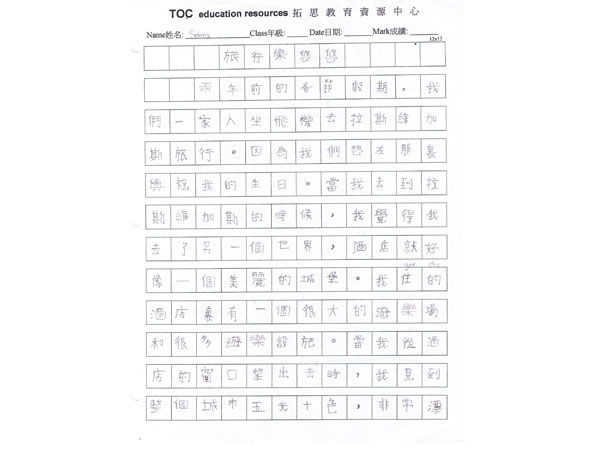 TOC education resources 拓思教育資源中心
Name姓名: Selena Class年級: Date日期: Mark成績:
12x17
旅行樂悠悠
兩年前的春節假期，我
們一家人坐飛機去拉斯維加
斯旅行。因為我們想在那裏
慶祝我的生日。當我去到拉
斯維加斯的時候，我覺得我
去了另一個世界，酒店就好
像一個美麗的城堡。我住的
酒店裏有一個很大的遊樂場
和很多遊樂設施。當我從酒
店的窗口望出去時，我見到
整個城市五光十色，非常漂